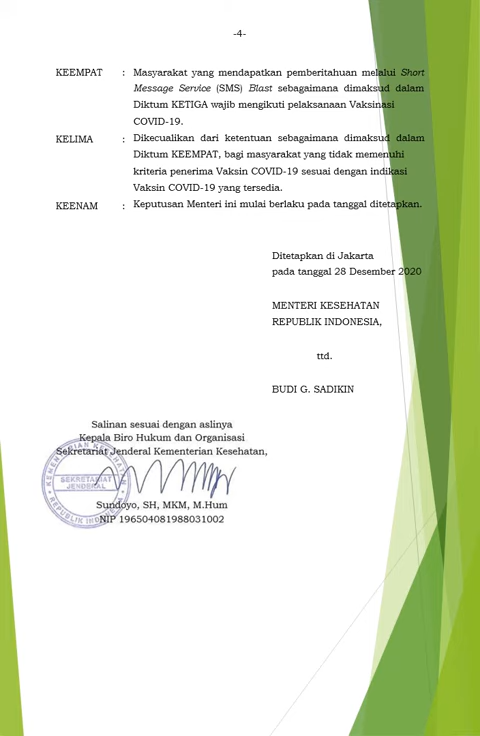 -4-
KEEMPAT : Masyarakat yang mendapatkan pemberitahuan melalui Short
Message Service (SMS) Blast sebagaimana dimaksud dalam
Diktum KETIGA wajib mengikuti pelaksanaan Vaksinasi
COVID-19.
KELIMA : Dikecualikan dari ketentuan sebagaimana dimaksud dalam
Diktum KEEMPAT, bagi masyarakat yang tidak memenuhi
kriteria penerima Vaksin COVID-19 sesuai dengan indikasi
Vaksin COVID-19 yang tersedia.
KEENAM : Keputusan Menteri ini mulai berlaku pada tanggal ditetapkan.
Ditetapkan di Jakarta
pada tanggal 28 Desember 2020
MENTERI KESEHATAN
REPUBLIK INDONESIA,
ttd.
BUDI G. SADIKIN
Salinan sesuai dengan aslinya
Kepala Biro Hukum dan Organisasi
Sekretariat Jenderal Kementerian Kesehatan,
KEMENTERIAN KESEHATAN
SEKRETARIAT
JENDERAL
REPUBLIK INDONESIA
Sundoyo, SH, MKM, M.Hum
NIP 196504081988031002